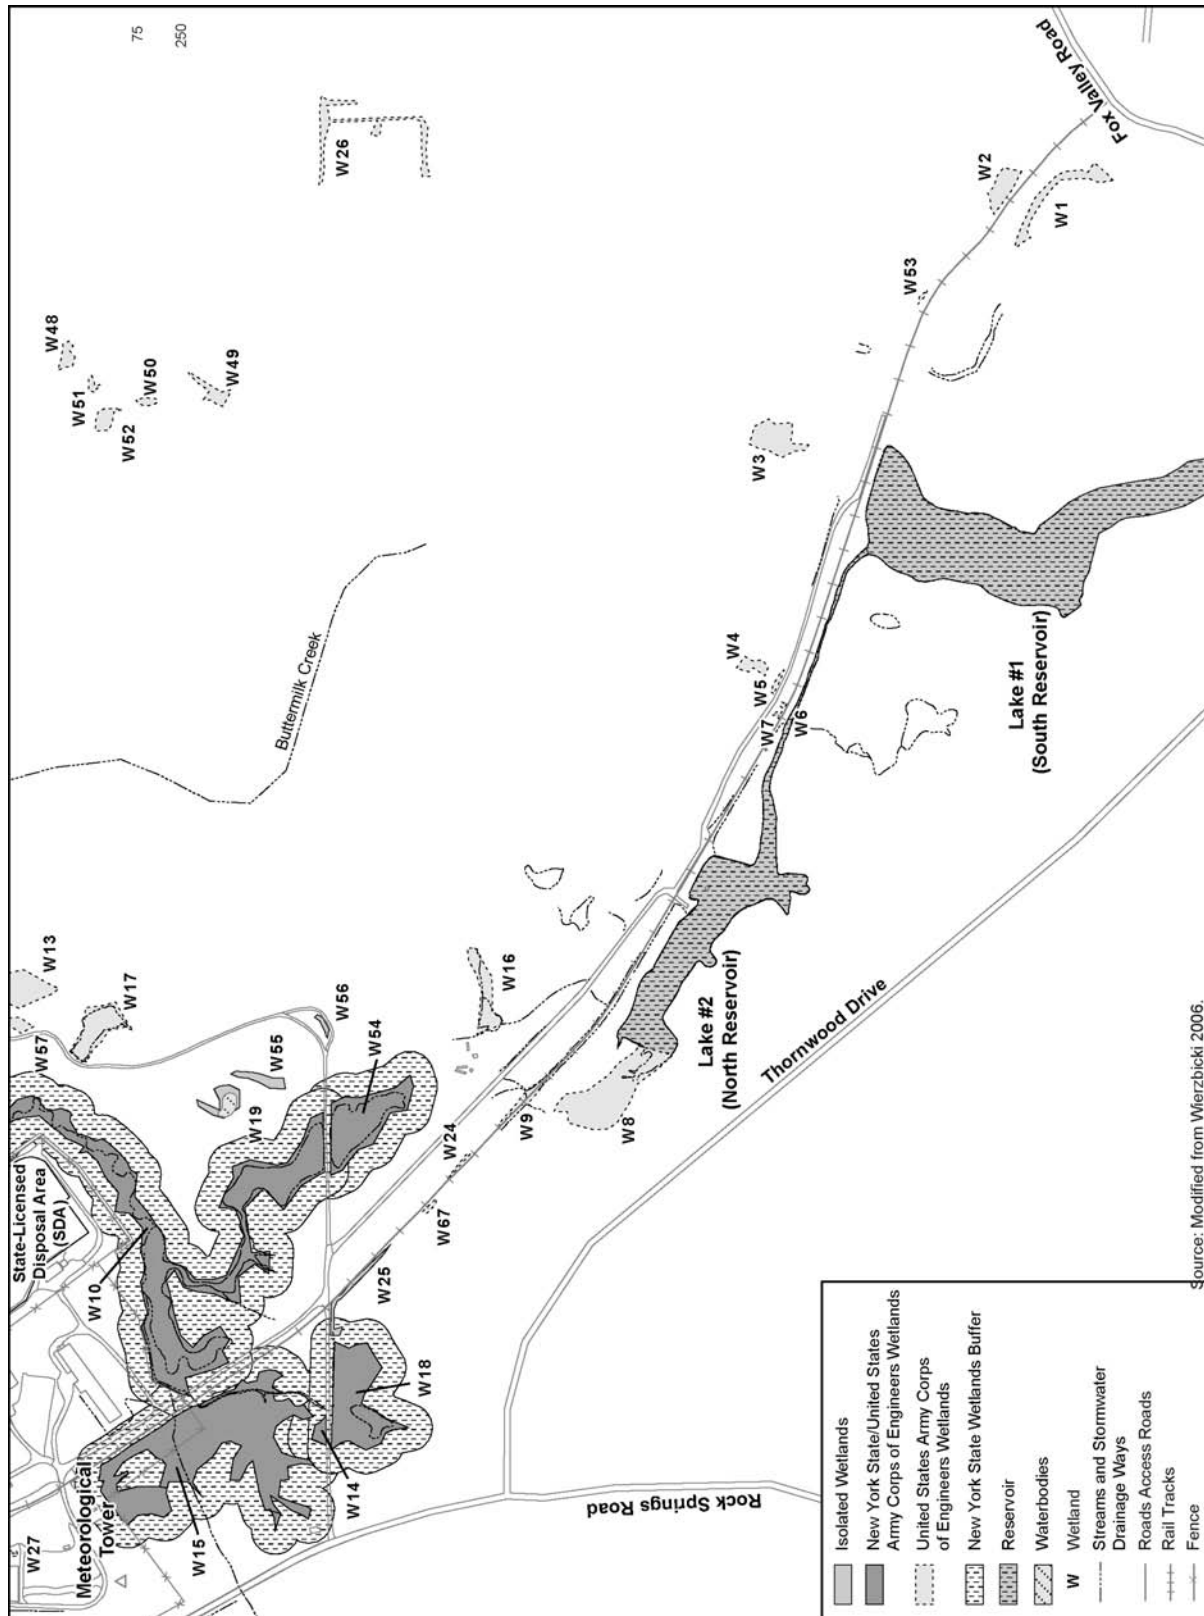 75
250
W26
W48
W51
W50
W52
W49
Buttermilk Creek
Fox Valley Road
W2
W1
W53
W3
W4
W5
W7
W6
Lake #1
(South Reservoir)
W13
W17
W57
W56
W54
W55
W19
W16
State-Licensed
Disposal Area
(SDA)
W10
W9
W24
W8
W67
W25
Lake #2
(North Reservoir)
Thornwood Drive
W27
Meteorological
Tower
W15
W14
W18
Rock Springs Road
Isolated Wetlands
New York State/United States
Army Corps of Engineers Wetlands
United States Army Corps
of Engineers Wetlands
New York State Wetlands Buffer
Reservoir
Waterbodies
W Wetland
Streams and Stormwater
Drainage Ways
Roads Access Roads
Rail Tracks
Fence
Source: Modified from Wierzbicki 2006.